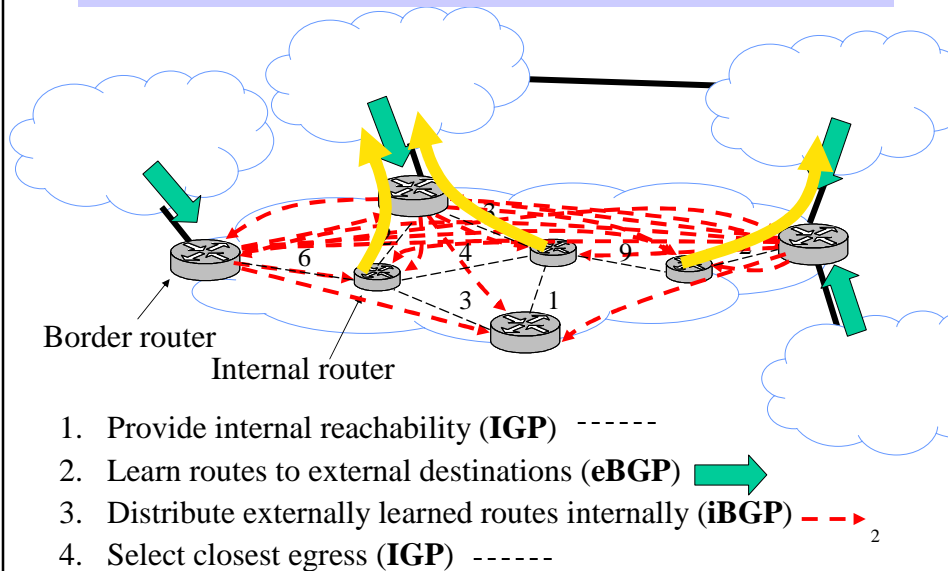 3
6
4
9
3
1
Border router
Internal router
1. Provide internal reachability (IGP)
2. Learn routes to external destinations (eBGP)
3. Distribute externally learned routes internally (iBGP)
2
4. Select closest egress (IGP)